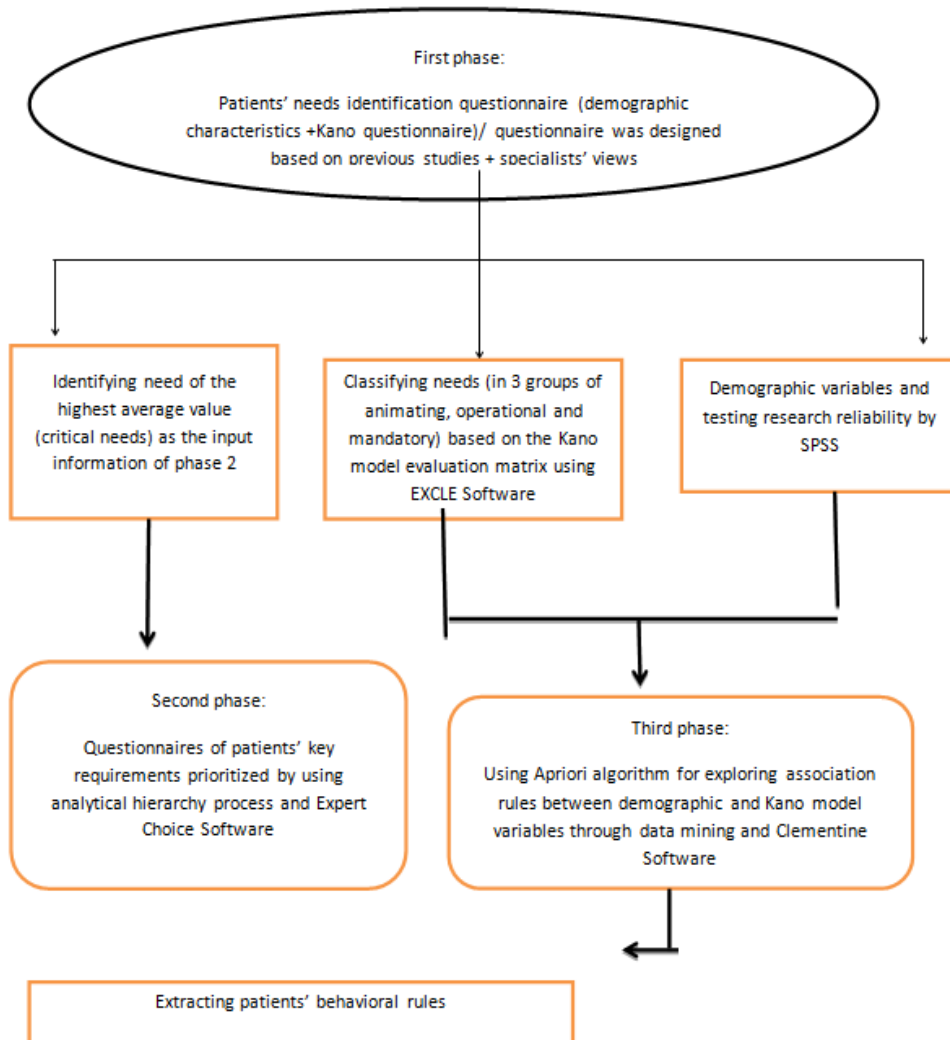 First phase:
Patients’ needs identification questionnaire (demographic
characteristics +Kano questionnaire)/ questionnaire was designed
based on previous studies + specialists’ views
Identifying need of the
highest average value
(critical needs) as the input
information of phase 2
Classifying needs (in 3 groups of
animating, operational and
mandatory) based on the Kano
model evaluation matrix using
EXCLE Software
Demographic variables and
testing research reliability by
SPSS
Second phase:
Questionnaires of patients’ key
requirements prioritized by using
analytical hierarchy process and Expert
Choice Software
Third phase:
Using Apriori algorithm for exploring association
rules between demographic and Kano model
variables through data mining and Clementine
Software
Extracting patients’ behavioral rules